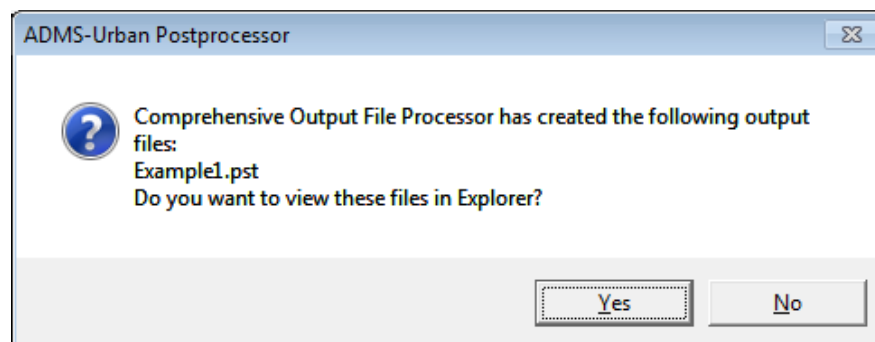 ADMS-Urban Postprocessor
Comprehensive Output File Processor has created the following output
files:
Example1.pst
Do you want to view these files in Explorer?
Yes
No